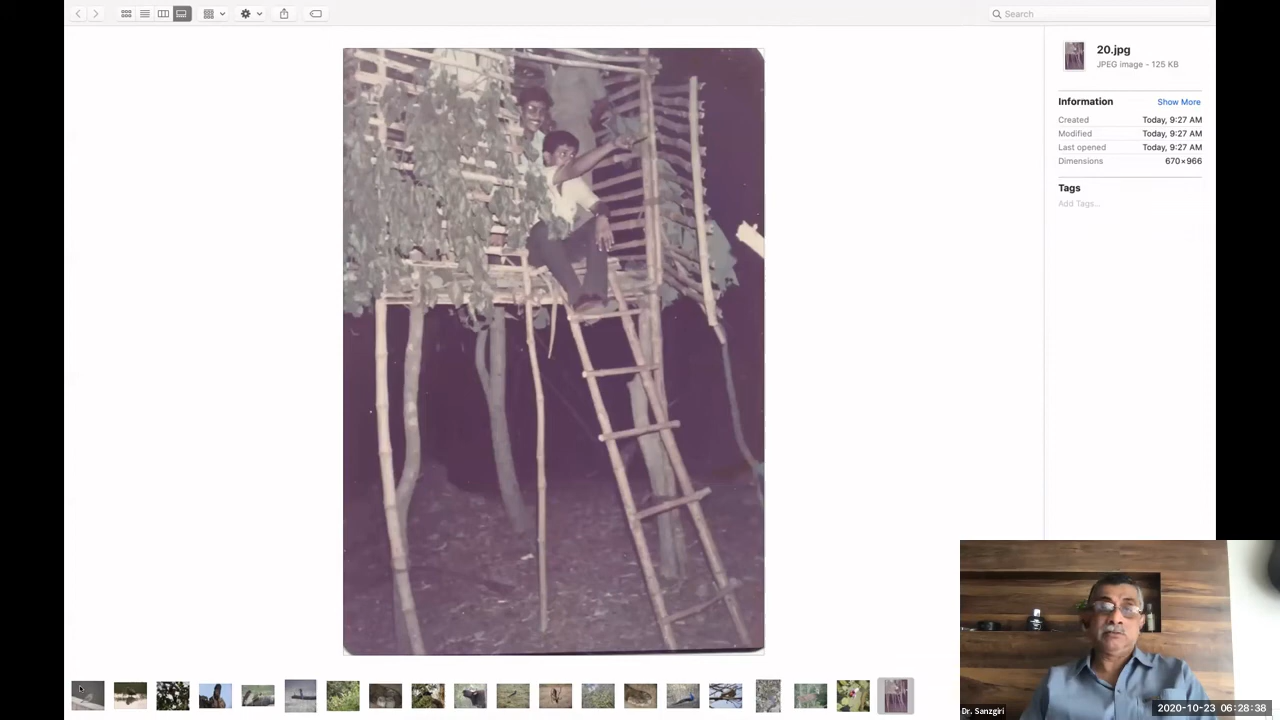 Search
20.jpg
JPEG image - 125 KB
Information
Show More
Created
Today, 9:27 AM
Modified
Today, 9:27 AM
Last opened
Today, 9:27 AM
Dimensions
670×966
Tags
Add Tags...
Dr. Sanzgiri
2020-10-23 06:28:38